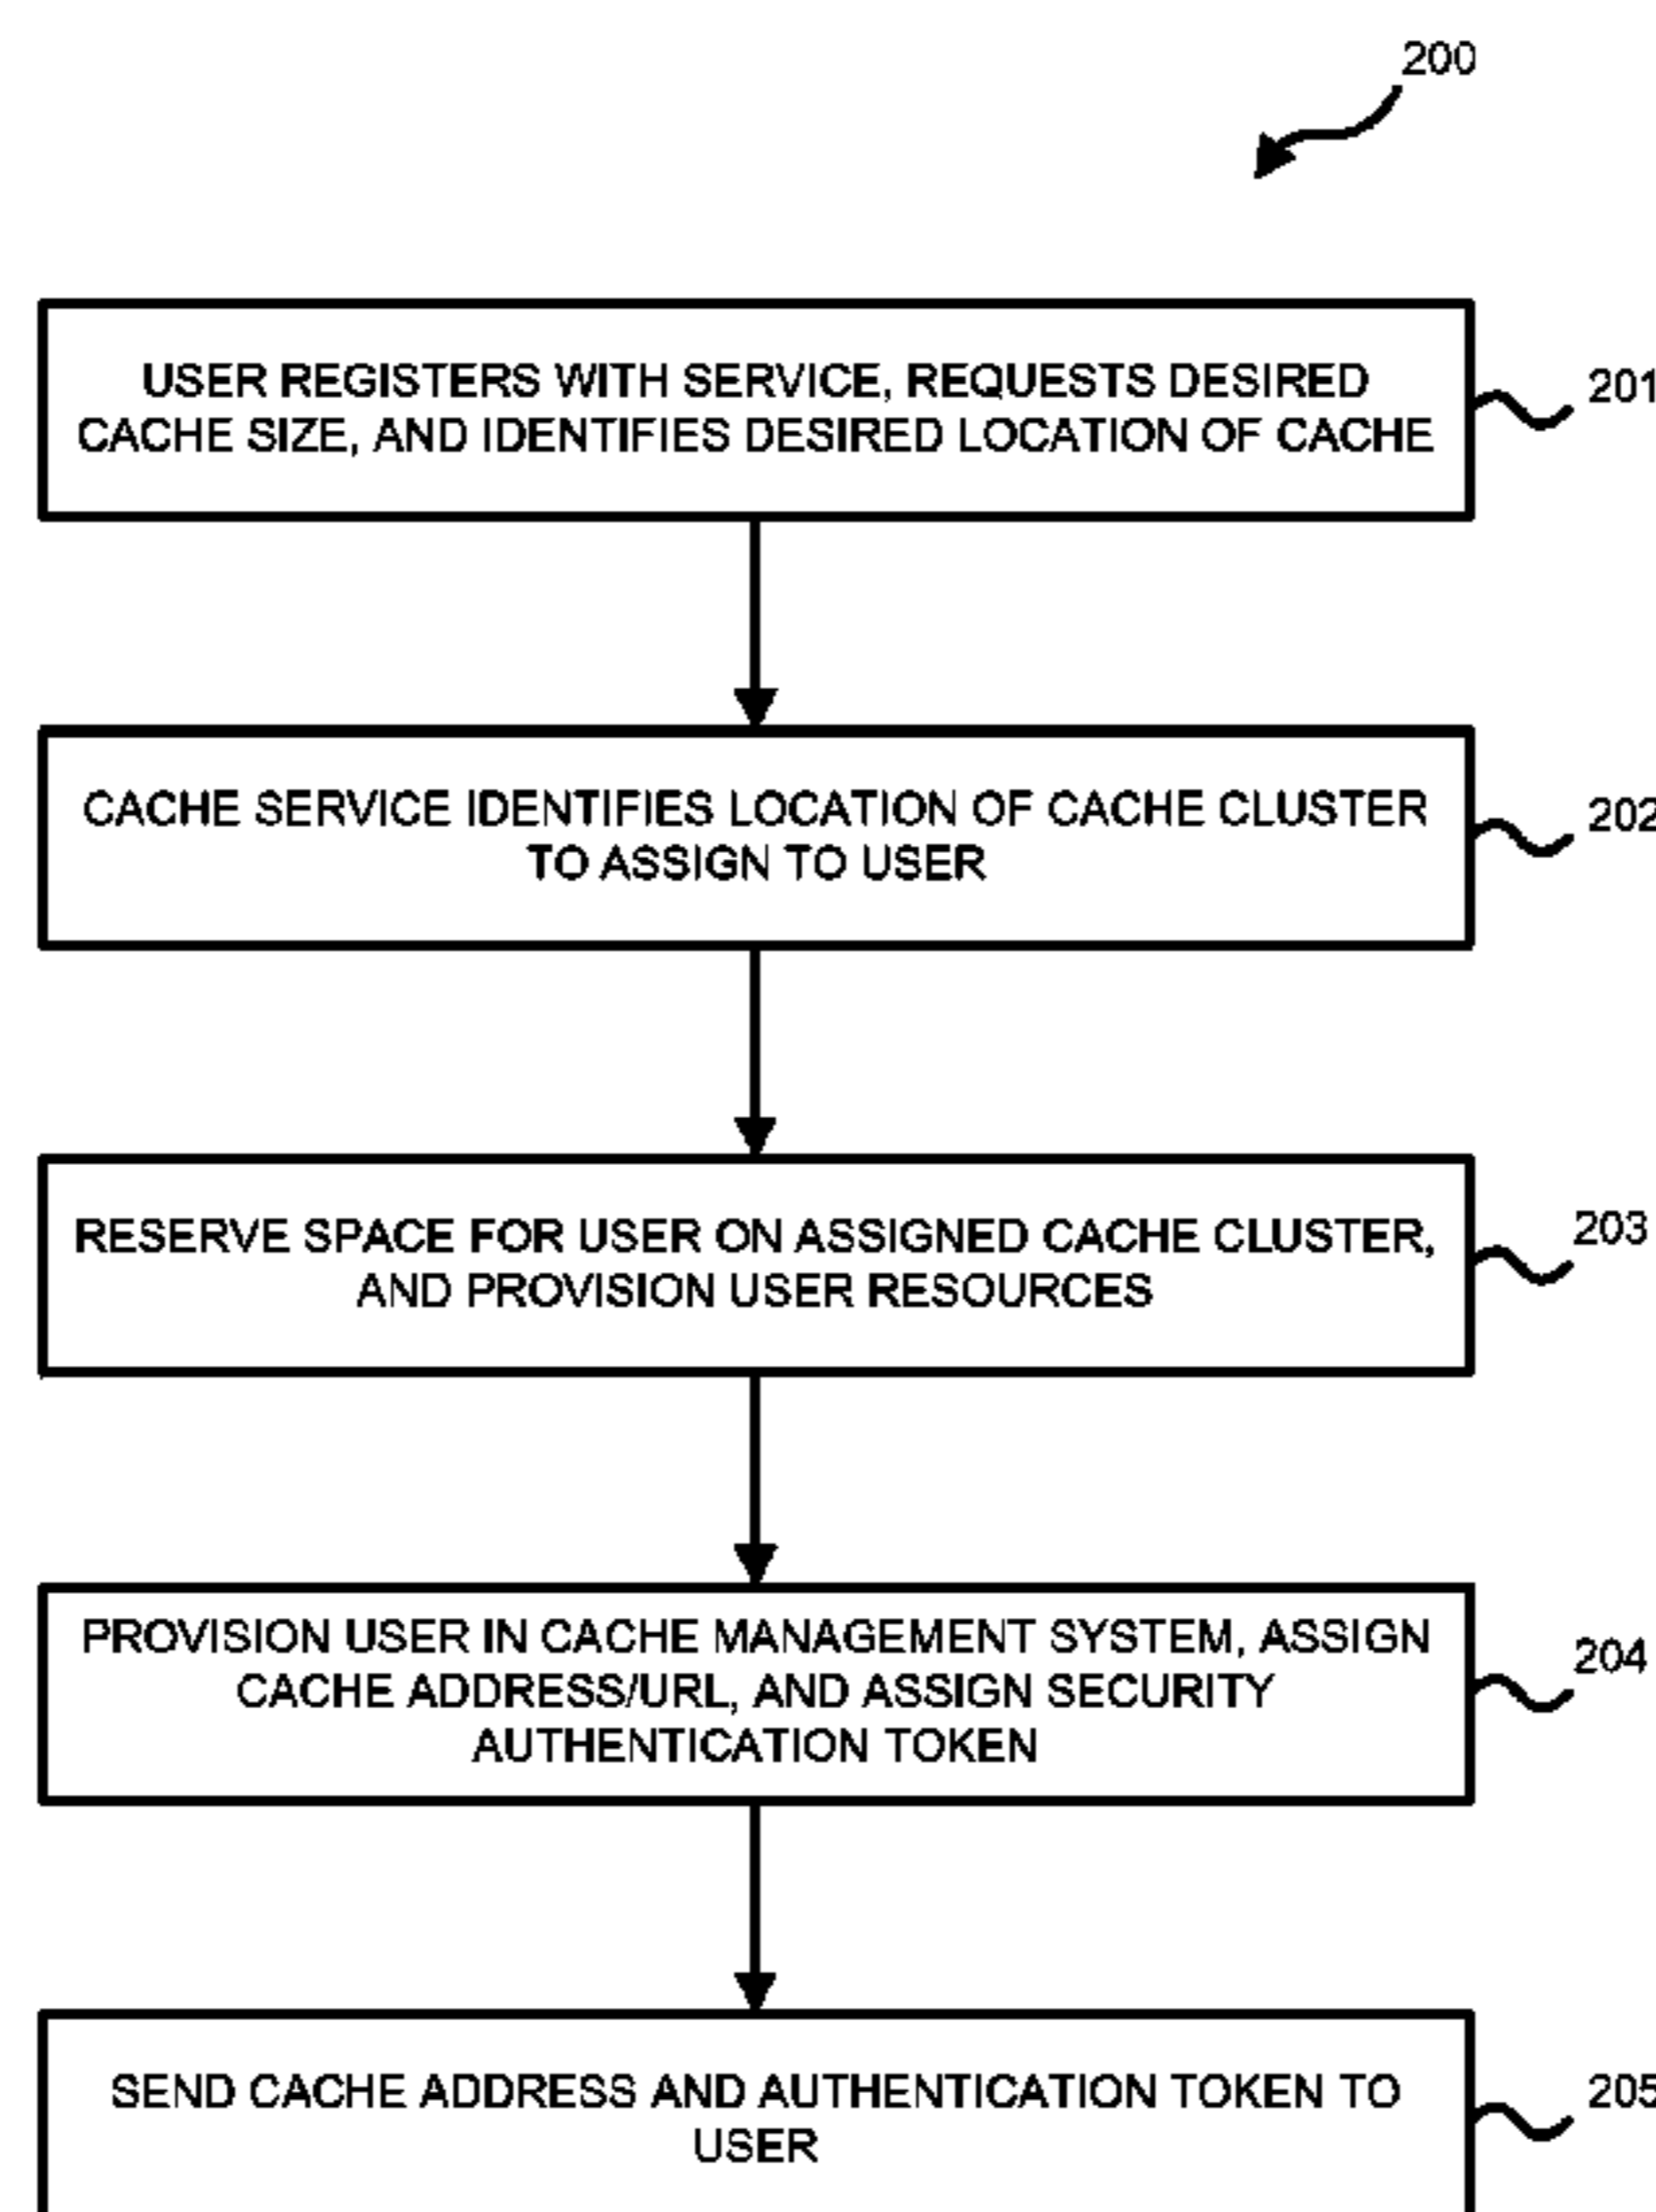 200
USER REGISTERS WITH SERVICE, REQUESTS DESIRED
CACHE SIZE, AND IDENTIFIES DESIRED LOCATION OF CACHE
201
CACHE SERVICE IDENTIFIES LOCATION OF CACHE CLUSTER
TO ASSIGN TO USER
202
RESERVE SPACE FOR USER ON ASSIGNED CACHE CLUSTER,
AND PROVISION USER RESOURCES
203
PROVISION USER IN CACHE MANAGEMENT SYSTEM, ASSIGN
CACHE ADDRESS/URL, AND ASSIGN SECURITY
AUTHENTICATION TOKEN
204
SEND CACHE ADDRESS AND AUTHENTICATION TOKEN TO
USER
205